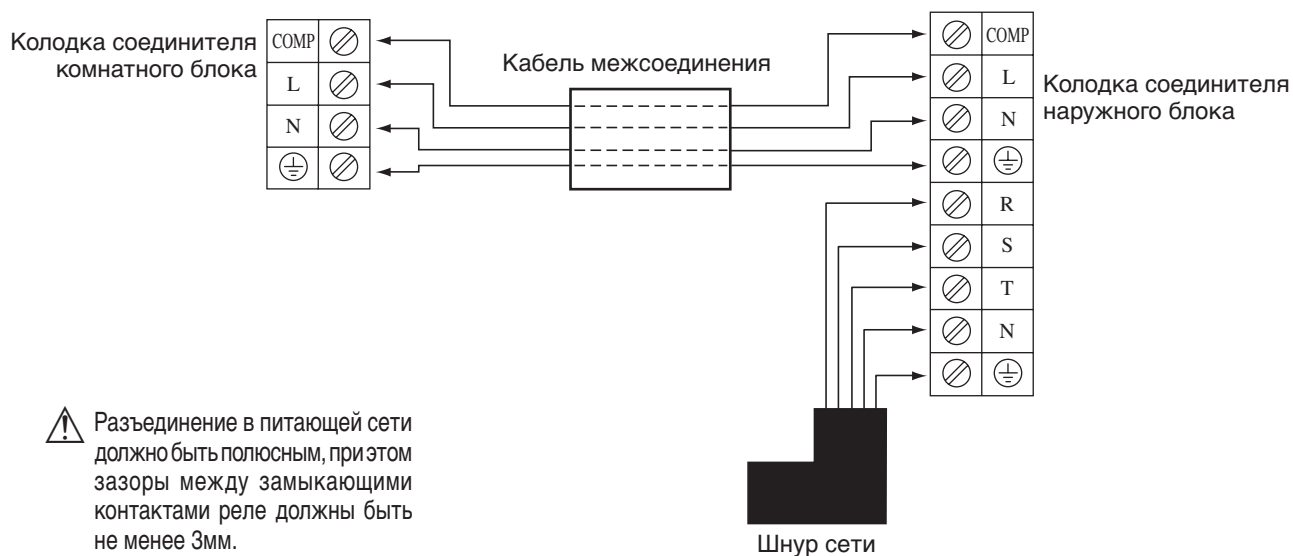 Колодка соединителя
комнатного блока
COMP
L
N
Кабель межсоединения
COMP
L
N
R
S
T
N
Колодка соединителя
наружного блока
Разъединение в питающей сети
должно быть полюсным, при этом
зазоры между замыкающими
контактами реле должны быть
не менее 3мм.
Шнур сети